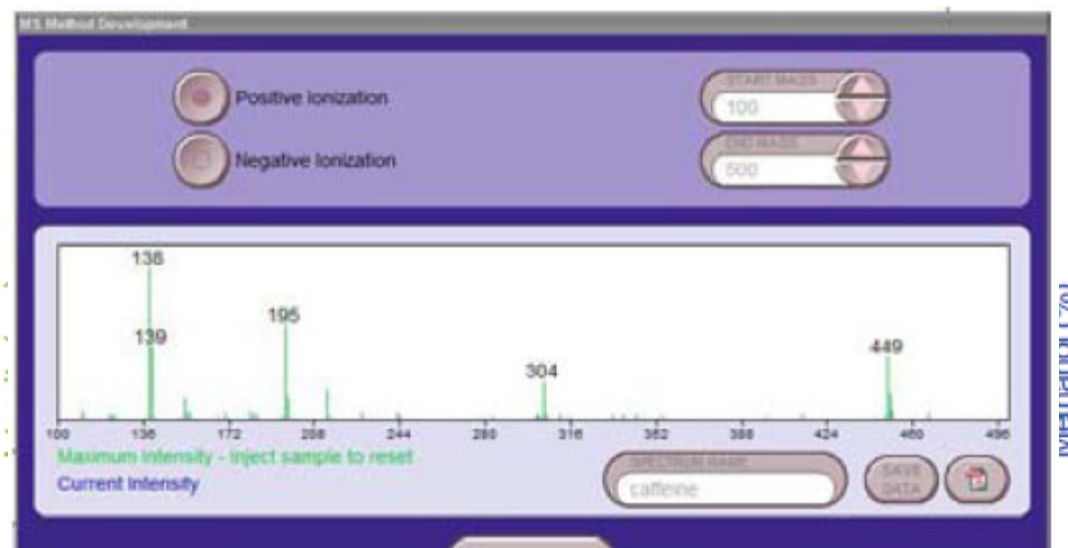 MS Method Development
Positive Ionization
START MASS
100
Negative Ionization
END MASS
500
138
139
195
304
449
100 136 172 208 244 280 316 352 388 424 460 496
Maximum intensity - inject sample to reset
Current Intensity
SPECTRUM NAME
caffeine
SAVE
DATA